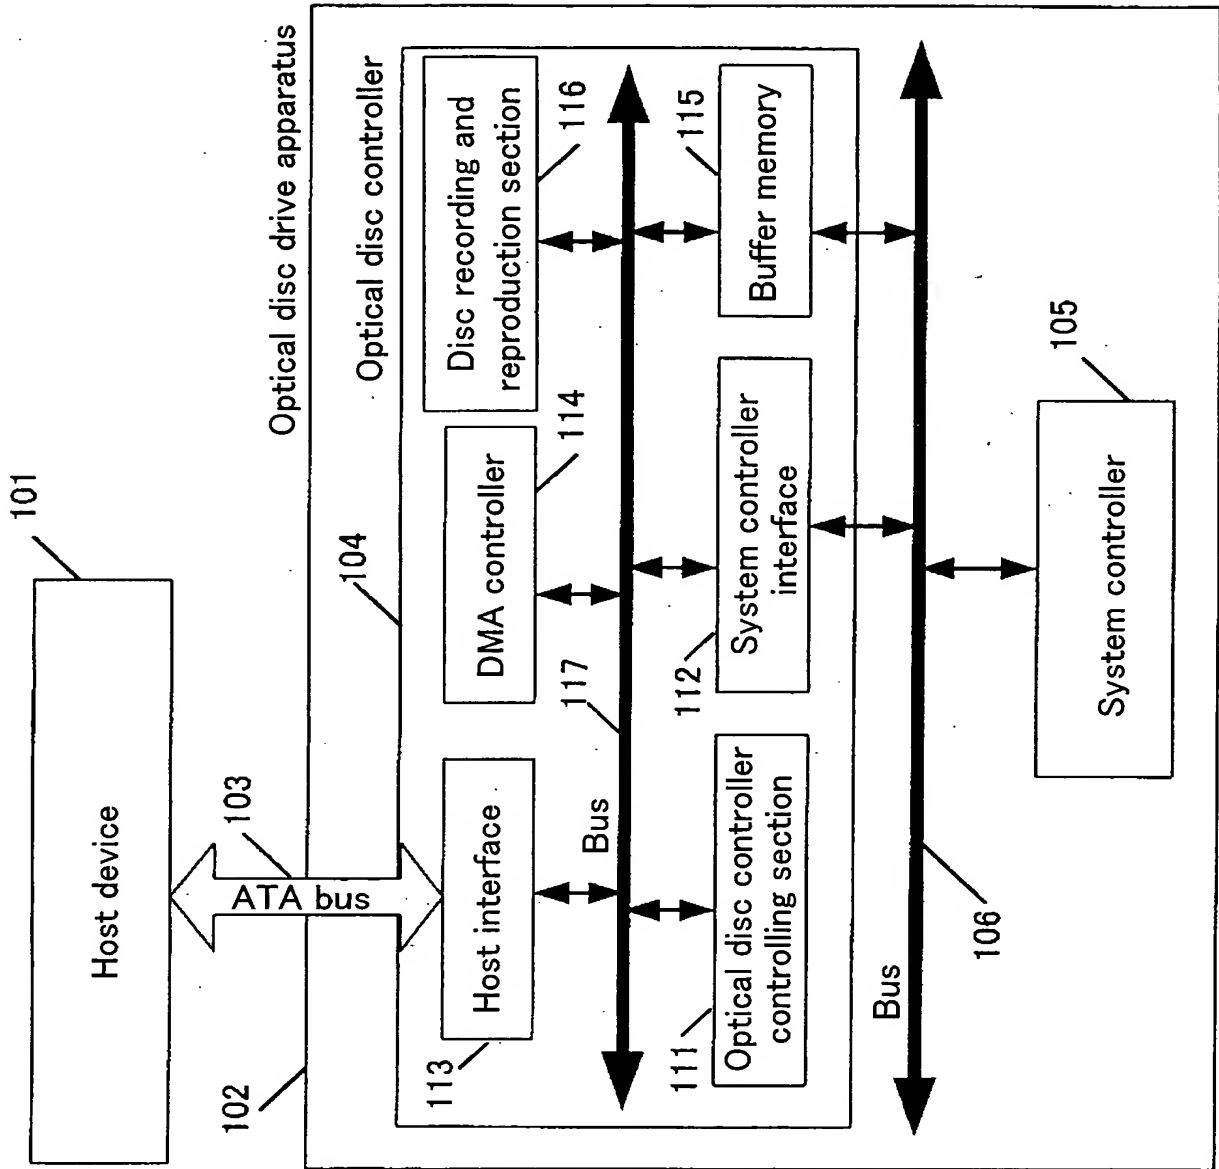 101
Host device
103
ATA bus
102
Optical disc drive apparatus
104
Optical disc controller
113
Host interface
114
DMA controller
116
Disc recording and
reproduction section
Bus
117
111
Optical disc controller
controlling section
112
System controller
interface
115
Buffer memory
Bus
106
105
System controller